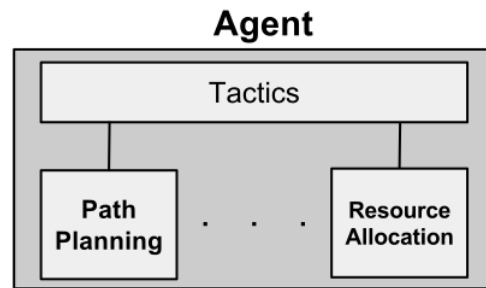 Agent
Tactics
Path
Planning
. . .
Resource
Allocation